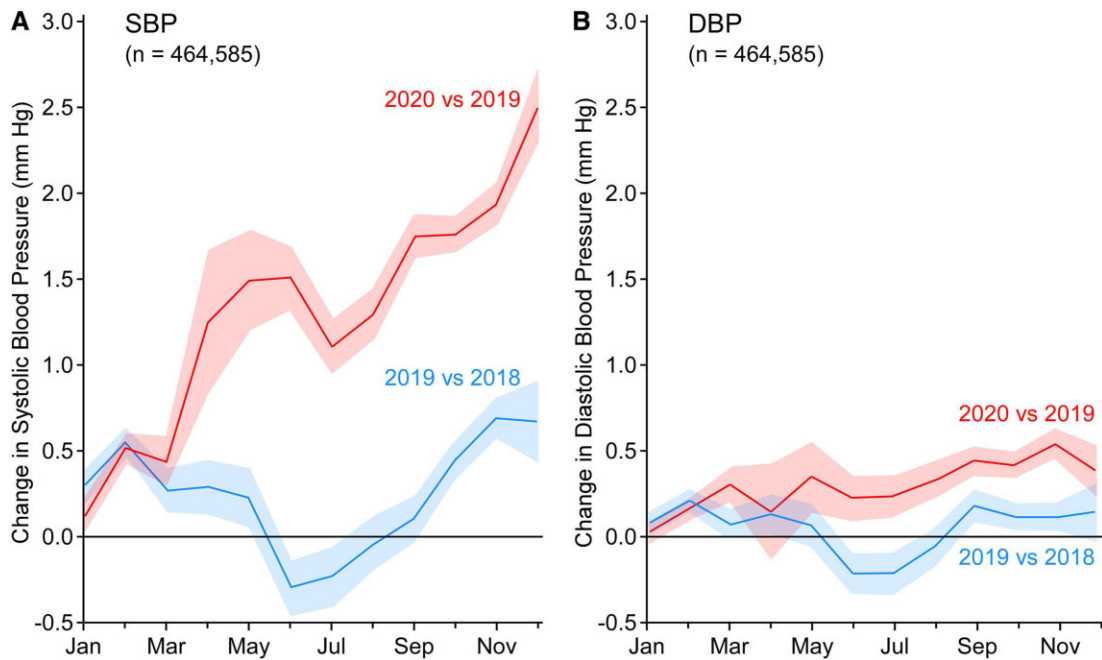 A
SBP
(n = 464,585)
Change in Systolic Blood Pressure (mm Hg)
3.0
2.5
2.0
1.5
1.0
0.5
0.0
-0.5
2020 vs 2019
2019 vs 2018
Jan
Mar
May
Jul
Sep
Nov
B
DBP
(n = 464,585)
Change in Diastolic Blood Pressure (mm Hg)
3.0
2.5
2.0
1.5
1.0
0.5
0.0
-0.5
2020 vs 2019
2019 vs 2018
Jan
Mar
May
Jul
Sep
Nov